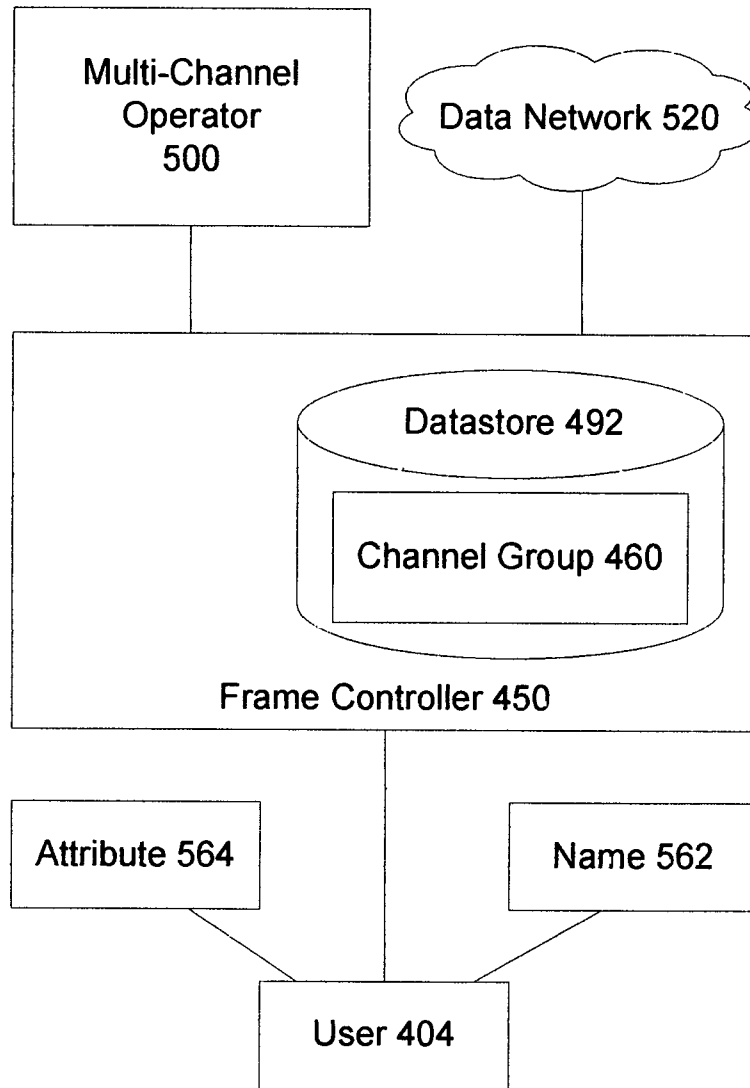 Multi-Channel
Operator
500
Data Network 520
Datastore 492
Channel Group 460
Frame Controller 450
Attribute 564
Name 562
User 404